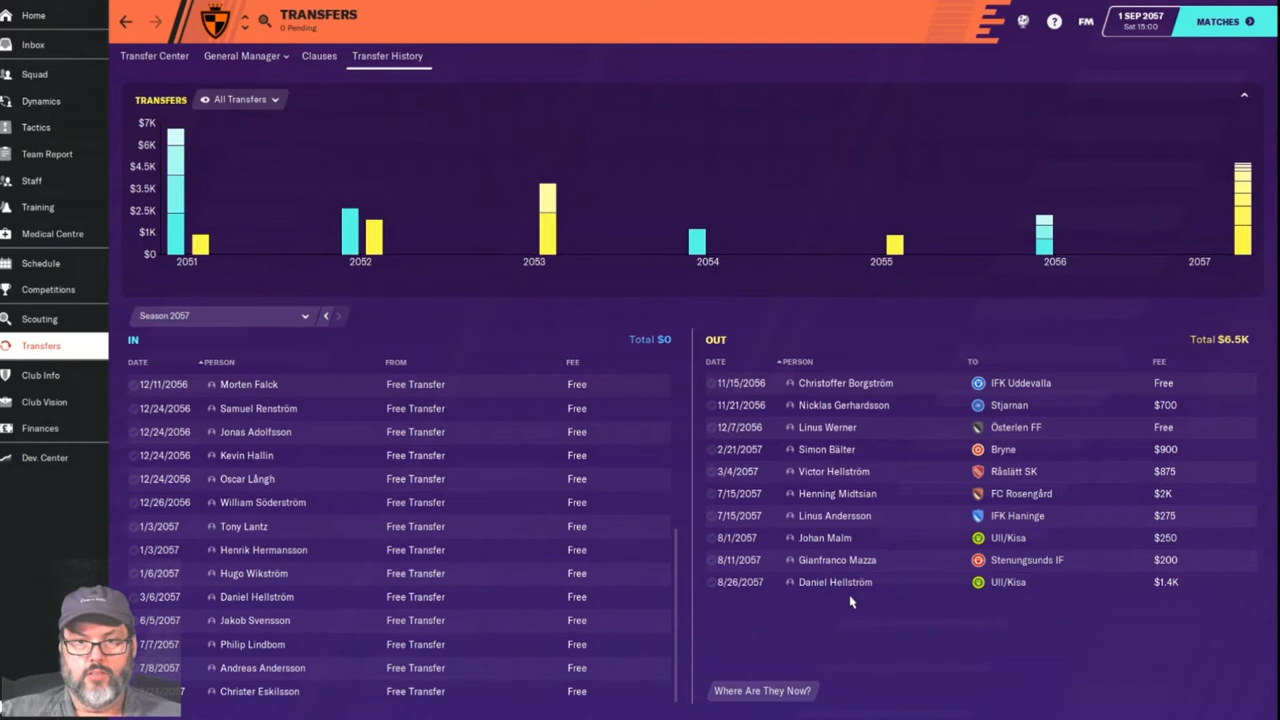 Home
Inbox
Squad
Dynamics
Tactics
Team Report
Staff
Training
Medical Centre
Schedule
Competitions
Scouting
Transfers
Club Info
Club Vision
Finances
Dev. Center
TRANSFERS
0 Pending
FM
1 SEP 2057
Sat 15:00
MATCHES
Transfer Center General Manager Clauses Transfer History
TRANSFERS All Transfers
$7K
$6K
$4.5K
$3.5K
$2.5K
$1K
$0
2051 2052 2053 2054 2055 2056 2057
Season 2057
IN Total $0
DATE PERSON FROM FEE
12/11/2056 Morten Falck Free Transfer Free
12/24/2056 Samuel Renström Free Transfer Free
12/24/2056 Jonas Adolfsson Free Transfer Free
12/24/2056 Kevin Hallin Free Transfer Free
12/24/2056 Oscar Långh Free Transfer Free
12/26/2056 William Söderström Free Transfer Free
1/3/2057 Tony Lantz Free Transfer Free
1/3/2057 Henrik Hermansson Free Transfer Free
1/6/2057 Hugo Wikström Free Transfer Free
3/6/2057 Daniel Hellström Free Transfer Free
6/5/2057 Jakob Svensson Free Transfer Free
7/7/2057 Philip Lindbom Free Transfer Free
7/8/2057 Andreas Andersson Free Transfer Free
Christer Eskilsson Free Transfer Free
OUT Total $6.5K
DATE PERSON TO FEE
11/15/2056 Christoffer Borgström IFK Uddevalla Free
11/21/2056 Nicklas Gerhardsson Stjarnan $700
12/7/2056 Linus Werner Österlen FF Free
2/21/2057 Simon Bälter Bryne $900
3/4/2057 Victor Hellström Råslätt SK $875
7/15/2057 Henning Midtsian FC Rosengård $2K
7/15/2057 Linus Andersson IFK Haninge $275
8/1/2057 Johan Malm Ull/Kisa $250
8/11/2057 Gianfranco Mazza Stenungsunds IF $200
8/26/2057 Daniel Hellström Ull/Kisa $1.4K
Where Are They Now?